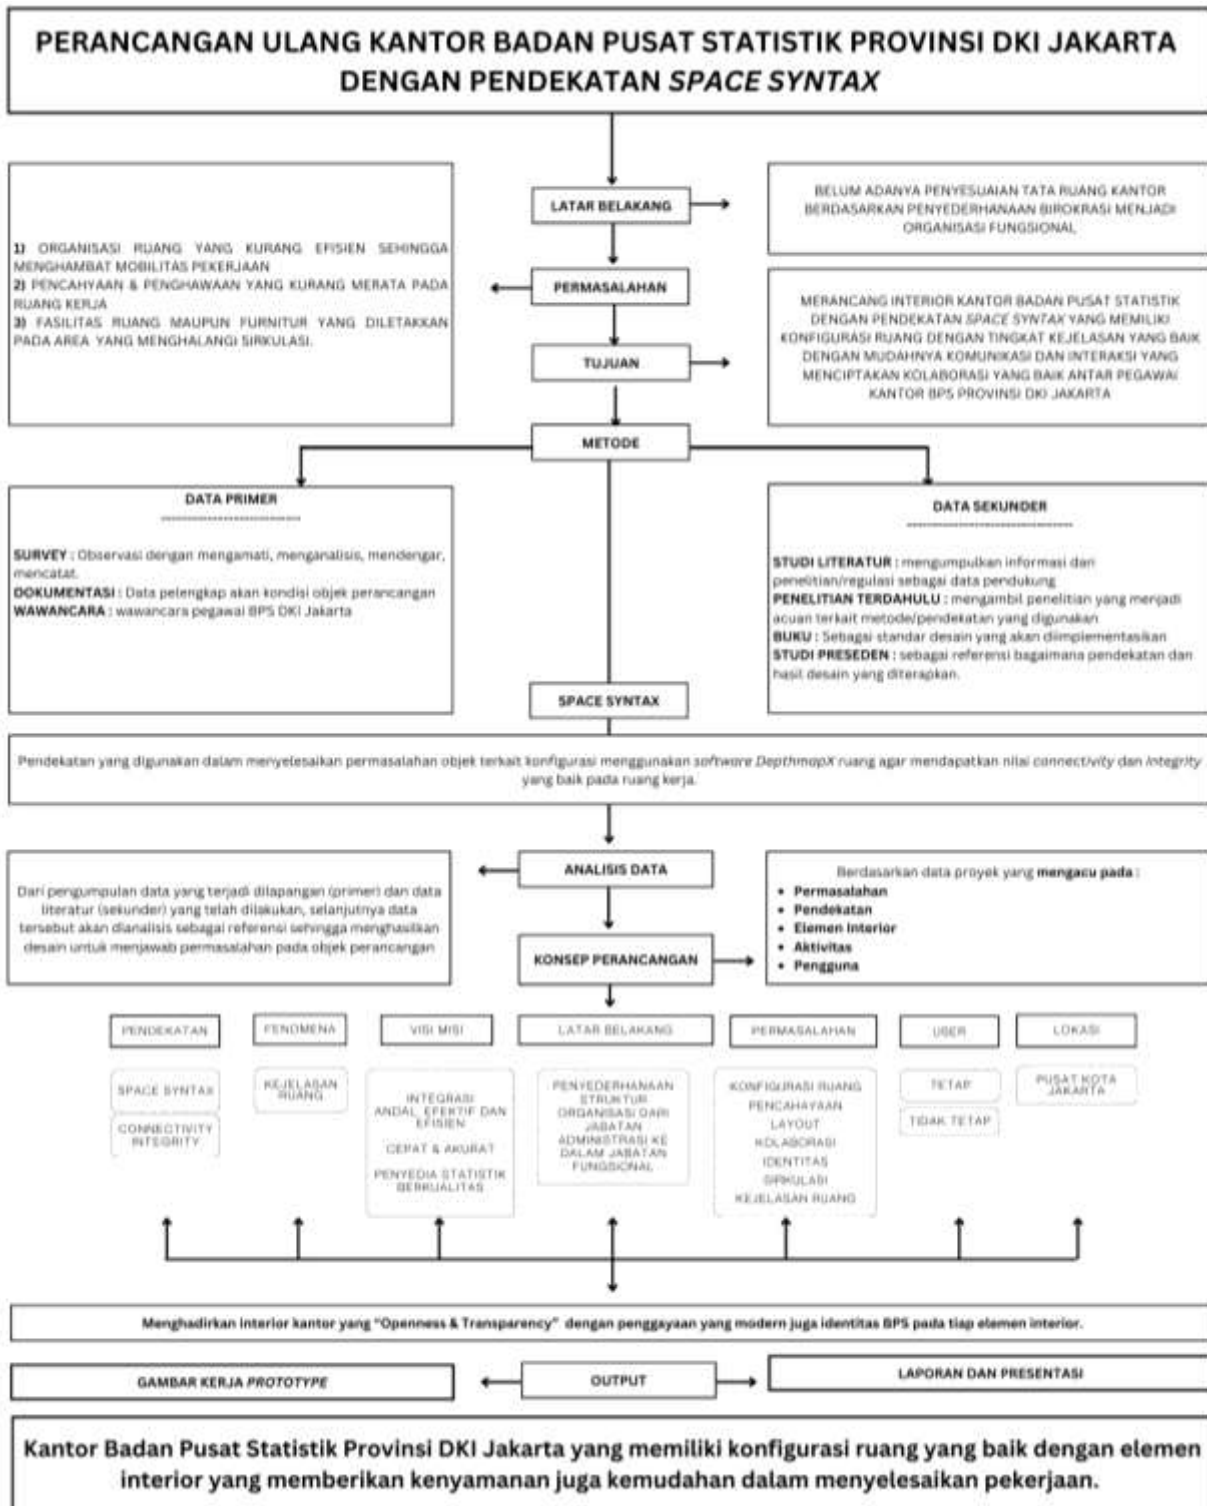 PERANCANGAN ULANG KANTOR BADAN PUSAT STATISTIK PROVINSI DKI JAKARTA
DENGAN PENDEKATAN SPACE SYNTAX
LATAR BELAKANG
BELUM ADANYA PENYESUAIAN TATA RUANG KANTOR
BERDASARKAN PENYEDERHANAAN BIROKRASI MENJADI
ORGANISASI FUNGSIONAL
1) ORGANISASI RUANG YANG KURANG EFISIEN SEHINGGA
MENGHAMBAT MOBILITAS PEKERJAAN
2) PENCAHYAAN & PENGHAWAAN YANG KURANG MERATA PADA
RUANG KERJA
3) FASILITAS RUANG MAUPUN FURNITUR YANG DILETAKKAN
PADA AREA YANG MENGHALANGI SIRKULASI.
PERMASALAHAN
TUJUAN
MERANCANG INTERIOR KANTOR BADAN PUSAT STATISTIK
DENGAN PENDEKATAN SPACE SYNTAX YANG MEMILIKI
KONFIGURASI RUANG DENGAN TINGKAT KEJELASAN YANG BAIK
DENGAN MUDAHNYA KOMUNIKASI DAN INTERAKSI YANG
MENCIPTAKAN KOLABORASI YANG BAIK ANTAR PEGAWAI
KANTOR BPS PROVINSI DKI JAKARTA
METODE
DATA PRIMER
SURVEY : Observasi dengan mengamati, menganalisis, mendengar,
mencatat.
DOKUMENTASI : Data pelengkap akan kondisi objek perancangan
WAWANCARA : wawancara pegawai BPS DKI Jakarta
DATA SEKUNDER
STUDI LITERATUR : mengumpulkan informasi dari
penelitian/regulasi sebagai data pendukung
PENELITIAN TERDAHULU : mengambil penelitian yang menjadi
acuan terkait metode/pendekatan yang digunakan
BUKU : Sebagai standar desain yang akan diimplementasikan
STUDI PRESEDEN : sebagai referensi bagaimana pendekatan dan
hasil desain yang diterapkan.
SPACE SYNTAX
Pendekatan yang digunakan dalam menyelesaikan permasalahan objek terkait konfigurasi menggunakan software DepthmapX ruang agar mendapatkan nilai connectivity dan integrity
yang baik pada ruang kerja.
ANALISIS DATA
Dari pengumpulan data yang terjadi dilapangan (primer) dan data
literatur (sekunder) yang telah dilakukan, selanjutnya data
tersebut akan dianalisis sebagai referensi sehingga menghasilkan
desain untuk menjawab permasalahan pada objek perancangan
KONSEP PERANCANGAN
Berdasarkan data proyek yang mengacu pada :
• Permasalahan
• Pendekatan
• Elemen Interior
• Aktivitas
• Pengguna
PENDEKATAN
SPACE SYNTAX
CONNECTIVITY
INTEGRITY
FENOMENA
KEJELASAN
RUANG
VISI MISI
INTEGRASI
ANDAL, EFEKTIF DAN
EFISIEN
CEPAT & AKURAT
PENYEDIA STATISTIK
BERKUALITAS
LATAR BELAKANG
PENYEDERHANAAN
STRUKTUR
ORGANISASI DARI
JABATAN
ADMINISTRASI KE
DALAM JABATAN
FUNGSIONAL
PERMASALAHAN
KONFIGURASI RUANG
PENCAHAYAAN
LAYOUT
KOLABORASI
IDENTITAS
SIRKULASI
KEJELASAN RUANG
USER
TETAP
TIDAK TETAP
LOKASI
PUSAT KOTA
JAKARTA
Menghadirkan interior kantor yang "Openness & Transparency" dengan penggayaan yang modern juga identitas BPS pada tiap elemen interior.
GAMBAR KERJA PROTOTYPE
OUTPUT
LAPORAN DAN PRESENTASI
Kantor Badan Pusat Statistik Provinsi DKI Jakarta yang memiliki konfigurasi ruang yang baik dengan elemen
interior yang memberikan kenyamanan juga kemudahan dalam menyelesaikan pekerjaan.